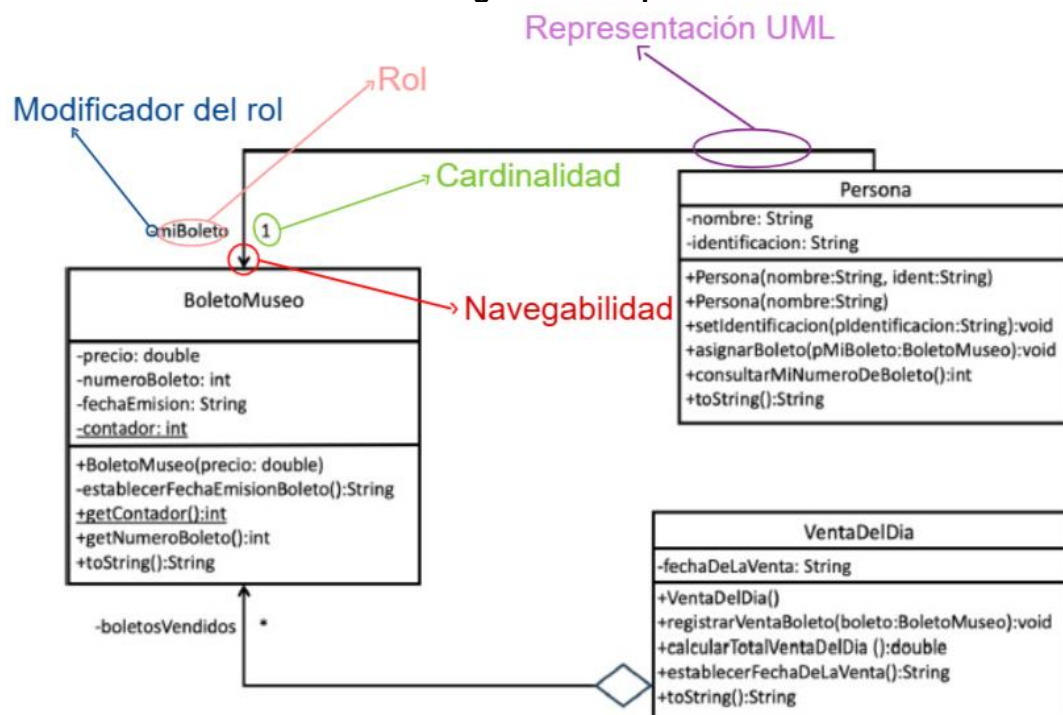 Representación UML
Rol
Modificador del rol
Cardinalidad
-miBoleto
1
Navegabilidad
Persona
-nombre: String
-identificacion: String
+Persona(nombre:String, ident:String)
+Persona(nombre:String)
+setIdentificacion(pIdentificacion:String):void
+asignarBoleto(pMiBoleto:BoletoMuseo):void
+consultarMiNumeroDeBoleto():int
+toString():String
BoletoMuseo
-precio: double
-numeroBoleto: int
-fechaEmision: String
-contador: int
+BoletoMuseo(precio: double)
-establecerFechaEmisionBoleto():String
+getContador():int
+getNumeroBoleto():int
+toString():String
-boletosVendidos
*
VentaDelDia
-fechaDeLaVenta: String
+VentaDelDia()
+registrarVentaBoleto(boleto:BoletoMuseo):void
+calcularTotalVentaDelDia ():double
+establecerFechaDeLaVenta():String
+toString():String